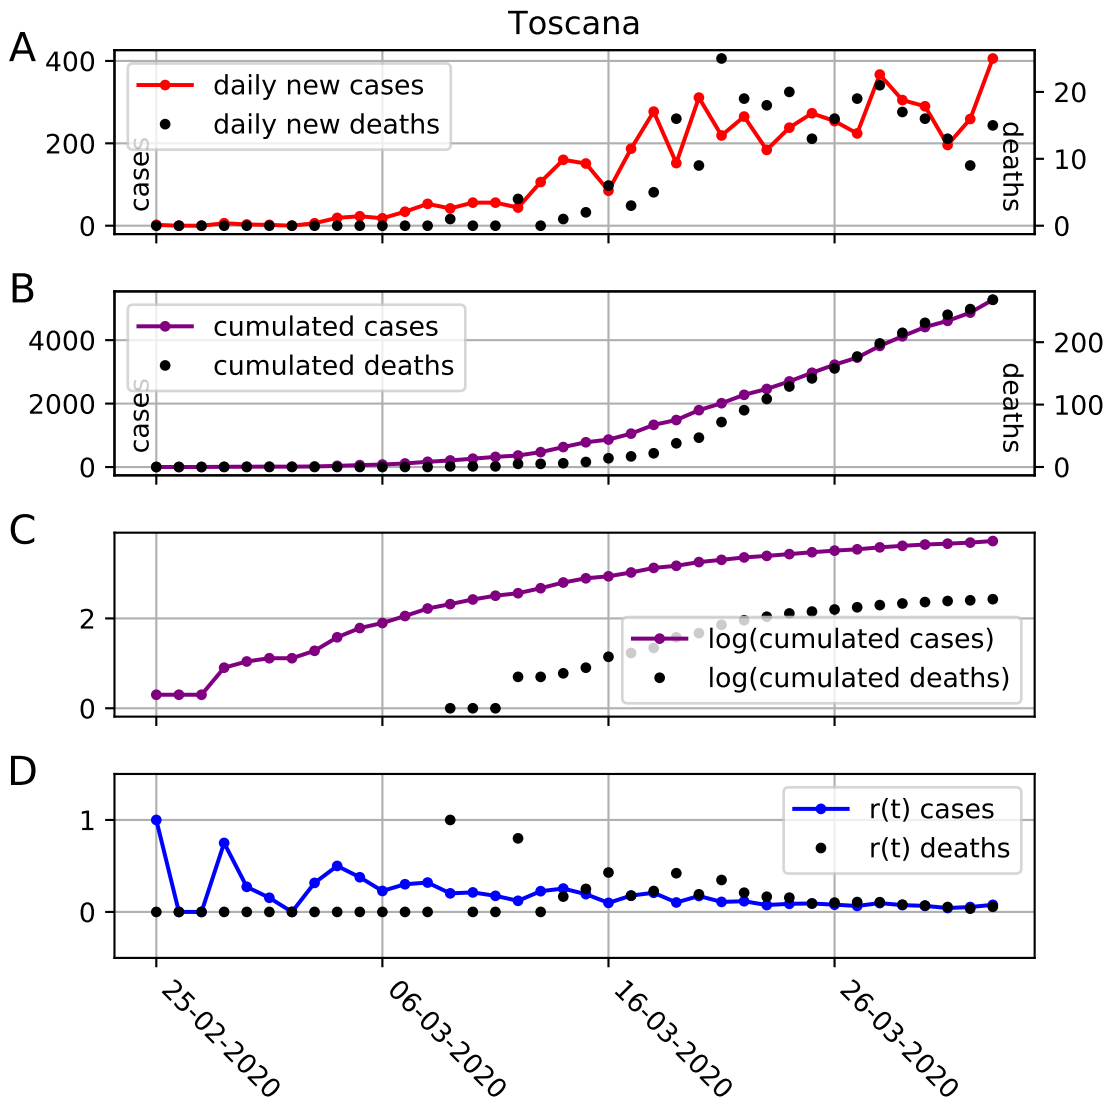 Toscana
A
400
200
0
cases
daily new cases
daily new deaths
20
10
0
deaths
B
4000
2000
0
cases
cumulated cases
cumulated deaths
200
100
0
deaths
C
2
0
log(cumulated cases)
log(cumulated deaths)
D
1
0
r(t) cases
r(t) deaths
25-02-2020
06-03-2020
16-03-2020
26-03-2020